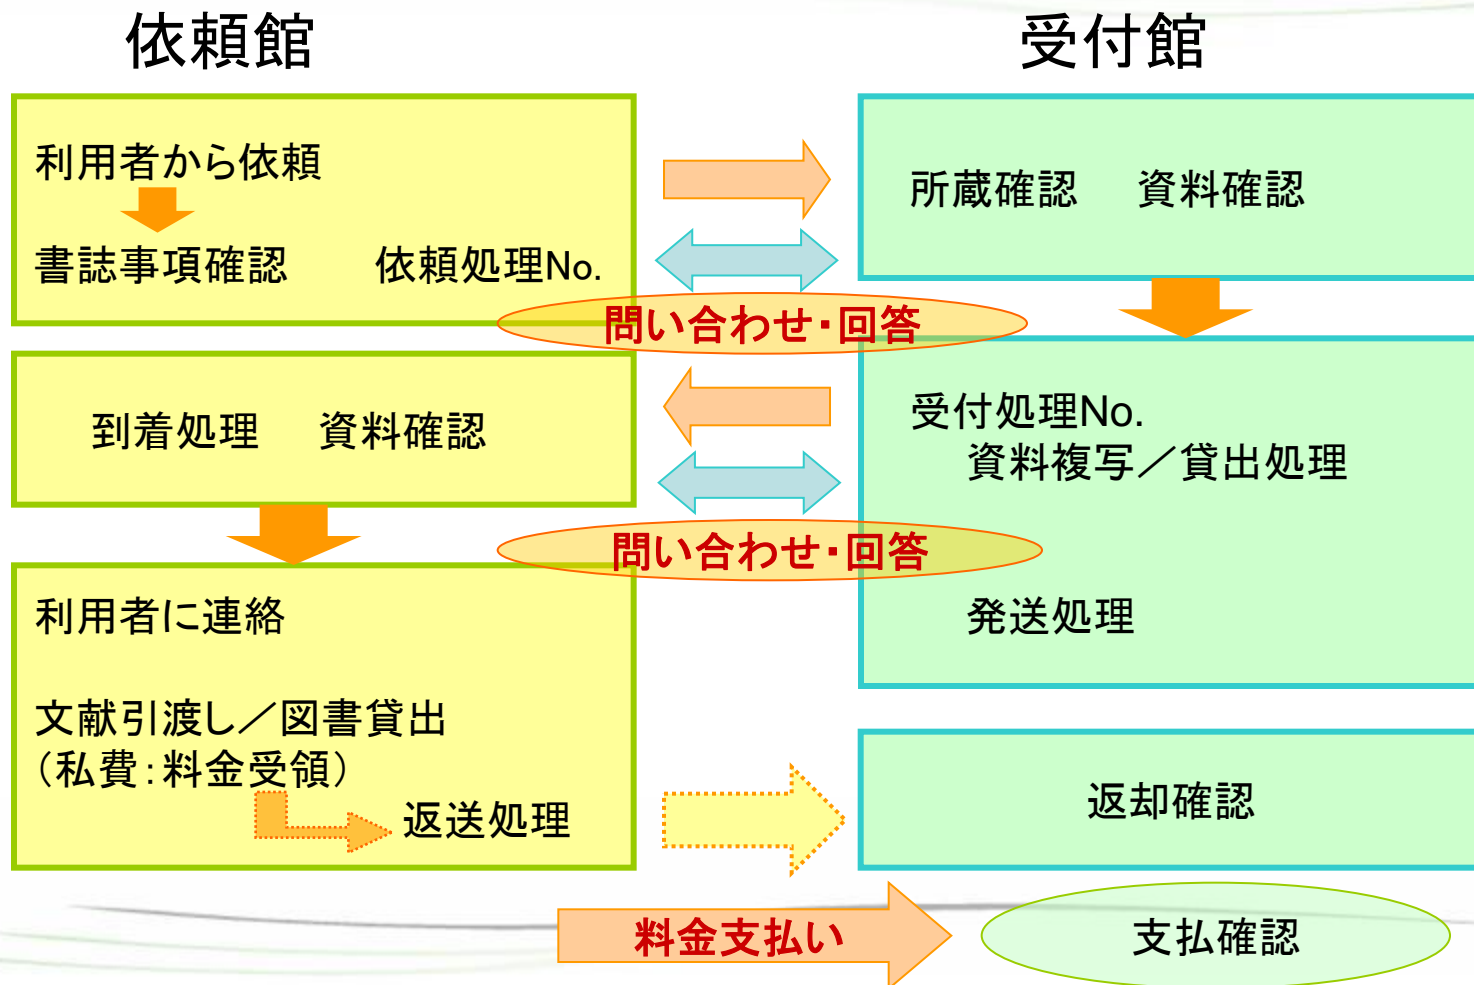 依頼館
受付館
利用者から依頼
書誌事項確認 依頼処理No.
所蔵確認 資料確認
問い合わせ・回答
到着処理 資料確認
受付処理No.
資料複写／貸出処理
問い合わせ・回答
発送処理
利用者に連絡
文献引渡し／図書貸出
（私費：料金受領）
返送処理
返却確認
料金支払い
支払確認